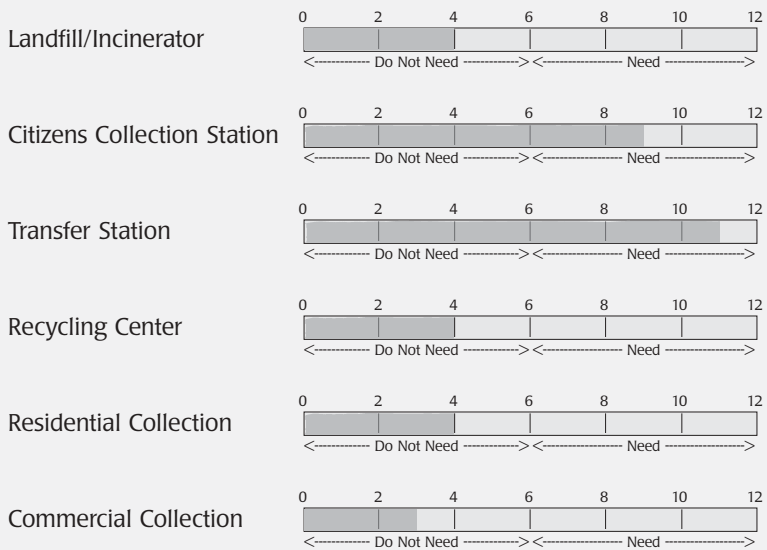 0 2 4 6 8 10 12
Landfill/Incinerator
<------------ Do Not Need --------------><------------------- Need ----------------->
0 2 4 6 8 10 12
Citizens Collection Station
<------------ Do Not Need --------------><------------------- Need ----------------->
0 2 4 6 8 10 12
Transfer Station
<------------ Do Not Need --------------><------------------- Need ----------------->
0 2 4 6 8 10 12
Recycling Center
<------------ Do Not Need --------------><------------------- Need ----------------->
0 2 4 6 8 10 12
Residential Collection
<------------ Do Not Need --------------><------------------- Need ----------------->
0 2 4 6 8 10 12
Commercial Collection
<------------ Do Not Need --------------><------------------- Need ----------------->